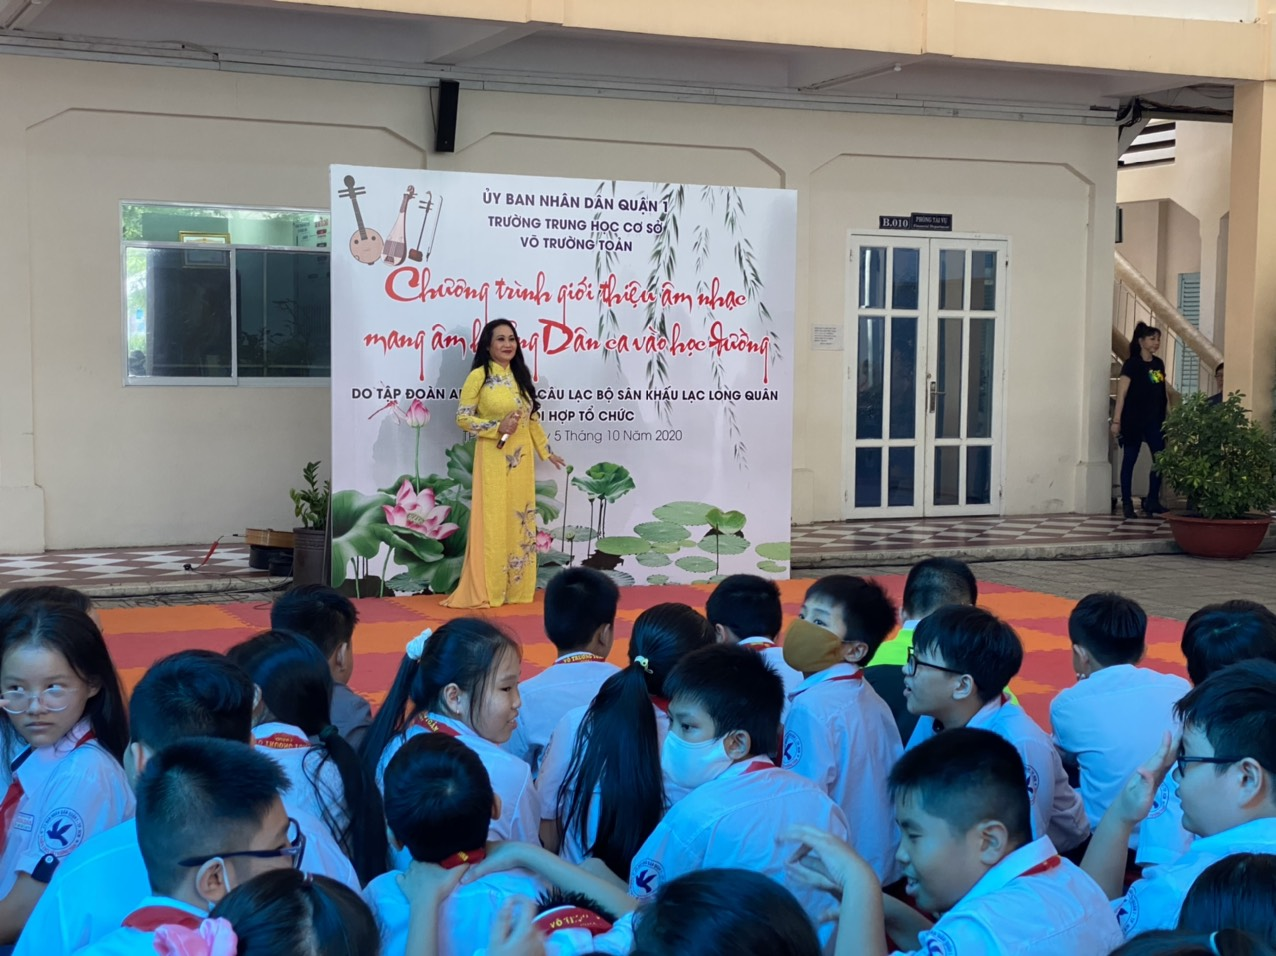 ỦY BAN NHÂN DÂN QUẬN 1
TRƯỜNG TRUNG HỌC CƠ SỞ
VÕ TRƯỜNG TOẢN
Chương trình giới thiệu âm nhạc
mang âm Dân ca vào học đường
DO TẬP ĐOÀN CÂU LẠC BỘ SÂN KHẤU LẠC LONG QUÂN
HỢP TỔ CHỨC
5 Tháng 10 Năm 2020
B.010
PHÒNG TÀI VỤ
Financial Department